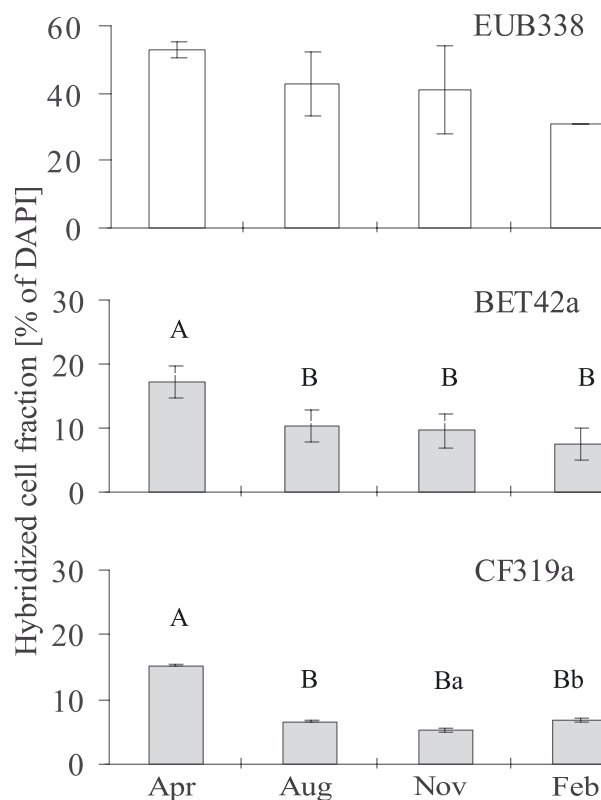 Hybridized cell fraction [% of DAPI]
EUB338
60
40
20
0
BET42a
30
20
10
0
A
B
B
B
CF319a
30
20
10
0
A
B
Ba
Bb
Apr
Aug
Nov
Feb